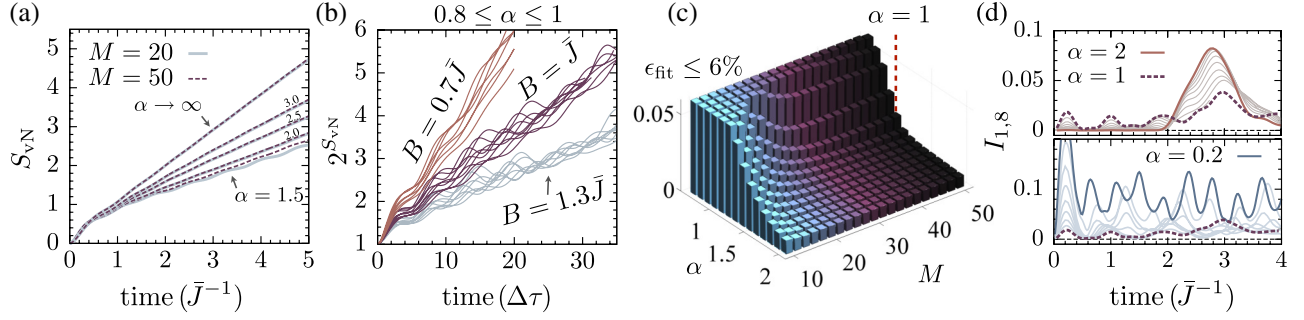 (a)
S_vN
5
4
3
2
1
0
M = 20
M = 50
α → ∞
3.0
2.5
2.0
α = 1.5
0 1 2 3 4 5
time (J̄⁻¹)
(b)
0.8 ≤ α ≤ 1
2^{S_vN}
6
5
4
3
2
1
B = 0.7J̄
B = J̄
B = 1.3J̄
0 10 20 30
time (Δτ)
(c)
α = 1
ϵ_fit ≤ 6%
0.05
0
1
1.5
2
α
10 20 30 40 50
M
(d)
I_{1,8}
0.1
0.05
0
α = 2
α = 1
0.1
0
α = 0.2
0 1 2 3 4
time (J̄⁻¹)